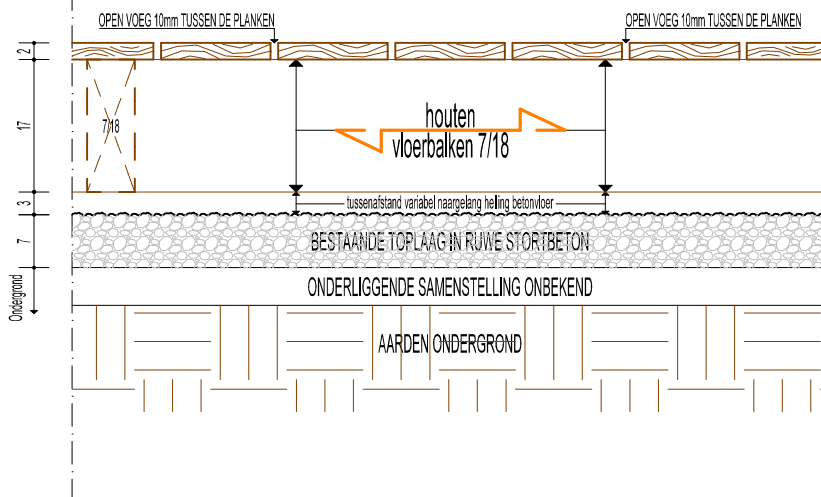 OPEN VOEG 10mm TUSSEN DE PLANKEN
OPEN VOEG 10mm TUSSEN DE PLANKEN
2
17
7/18
houten
vloerbalken 7/18
3
tussenafstand variabel naargelang helling betonvloer
7
BESTAANDE TOPLAAG IN RUWE STORTBETON
Ondergrond
ONDERLIGGENDE SAMENSTELLING ONBEKEND
AARDEN ONDERGROND